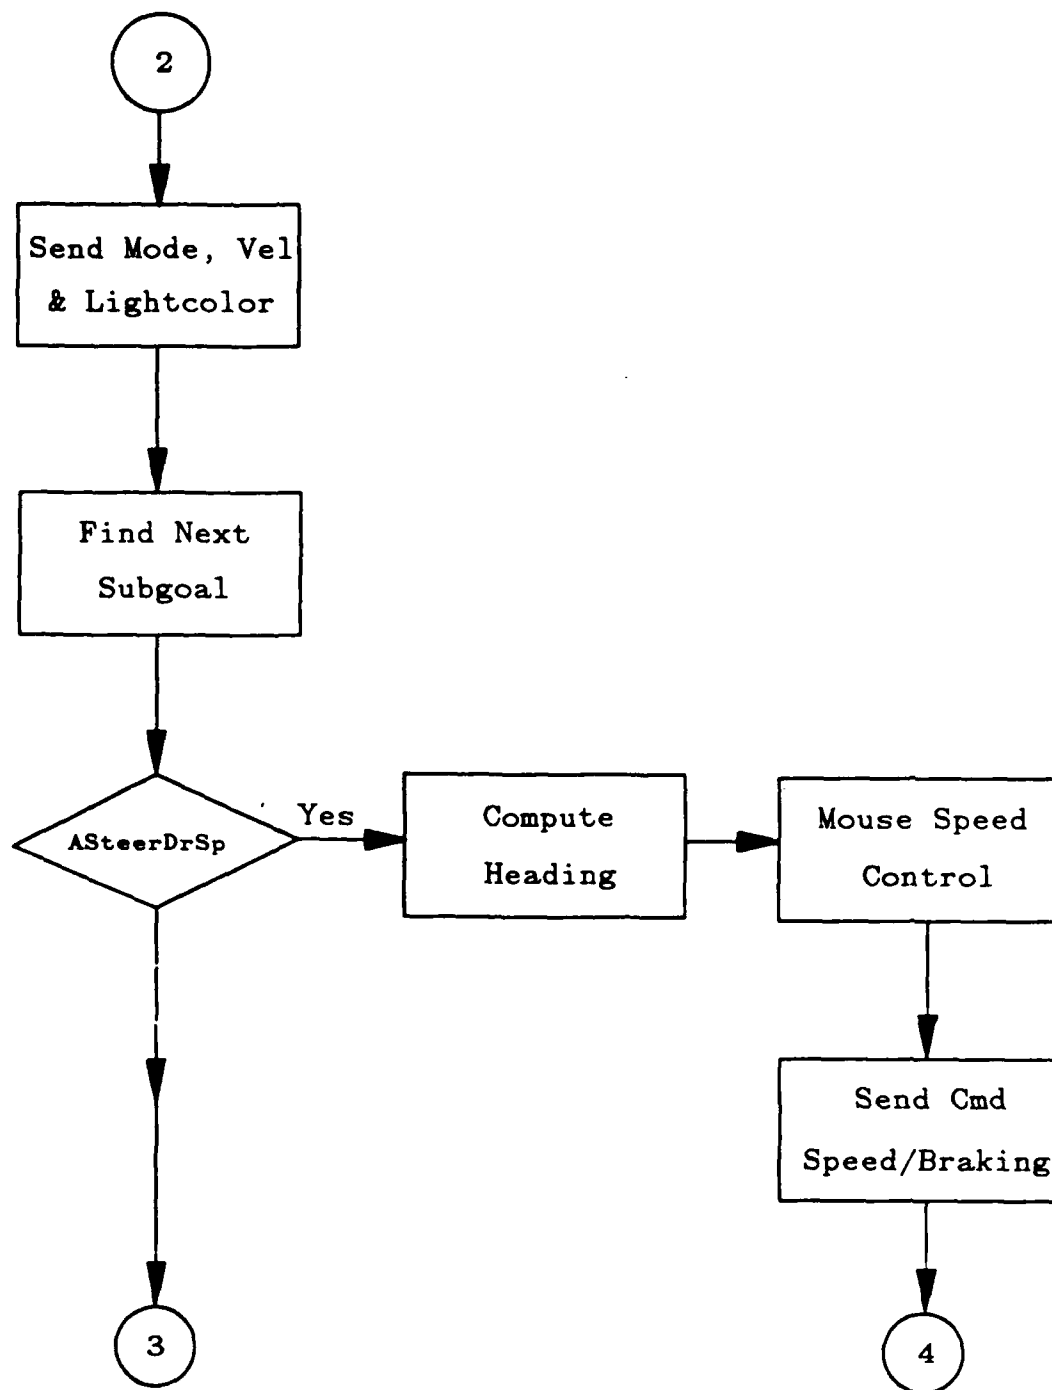 2
Send Mode, Vel
& Lightcolor
Find Next
Subgoal
ASteerDrSp
Yes
Compute
Heading
Mouse Speed
Control
Send Cmd
Speed/Braking
3
4